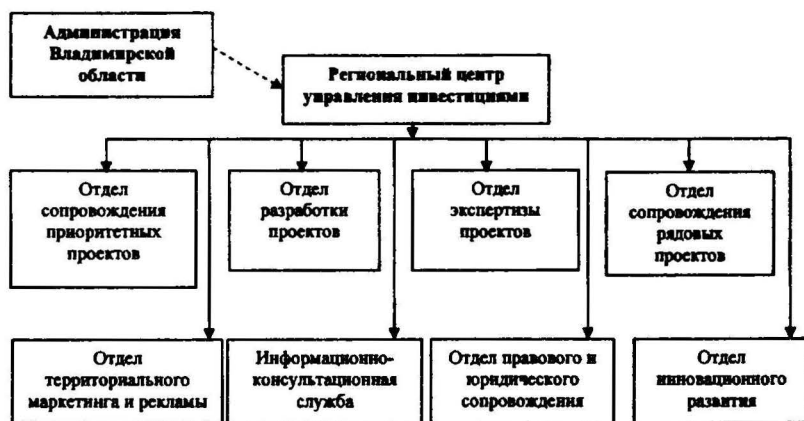 Администрация
Владимирской
области
Региональный центр
управления инвестициями
Отдел
сопровождения
приоритетных
проектов
Отдел
разработки
проектов
Отдел
экспертизы
проектов
Отдел
сопровождения
рядовых
проектов
Отдел
территориального
маркетинга и рекламы
Информационно-
консультационная
служба
Отдел правового и
юридического
сопровождения
Отдел
инновационного
развития